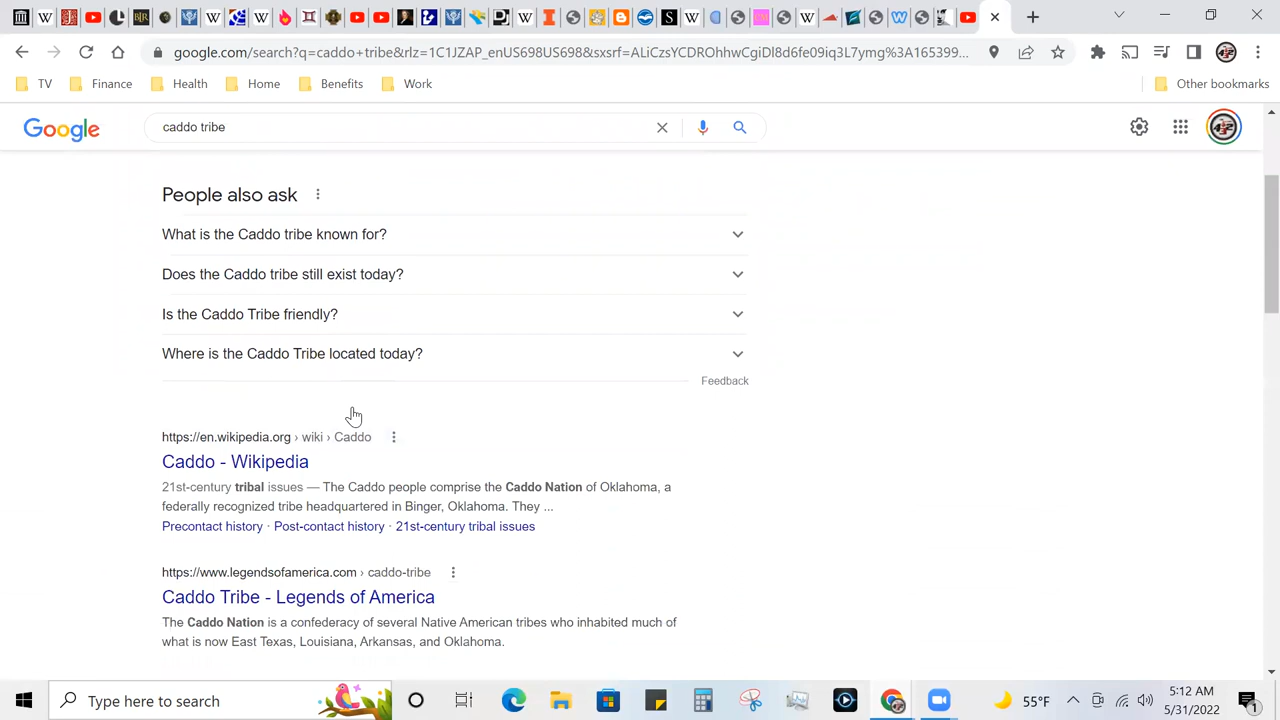 google.com/search?q=caddo+tribe&rlz=1C1JZAP_enUS698US698&sxsrf=ALiCzsYCDROhhwCgiDl8d6fe09iq3L7ymg%3A165399...
TV Finance Health Home Benefits Work Other bookmarks
Google caddo tribe
People also ask
What is the Caddo tribe known for?
Does the Caddo tribe still exist today?
Is the Caddo Tribe friendly?
Where is the Caddo Tribe located today?
Feedback
https://en.wikipedia.org › wiki › Caddo
Caddo - Wikipedia
21st-century tribal issues — The Caddo people comprise the Caddo Nation of Oklahoma, a
federally recognized tribe headquartered in Binger, Oklahoma. They ...
Precontact history · Post-contact history · 21st-century tribal issues
https://www.legendsofamerica.com › caddo-tribe
Caddo Tribe - Legends of America
The Caddo Nation is a confederacy of several Native American tribes who inhabited much of
what is now East Texas, Louisiana, Arkansas, and Oklahoma.
Type here to search
55°F
5:12 AM
5/31/2022
1